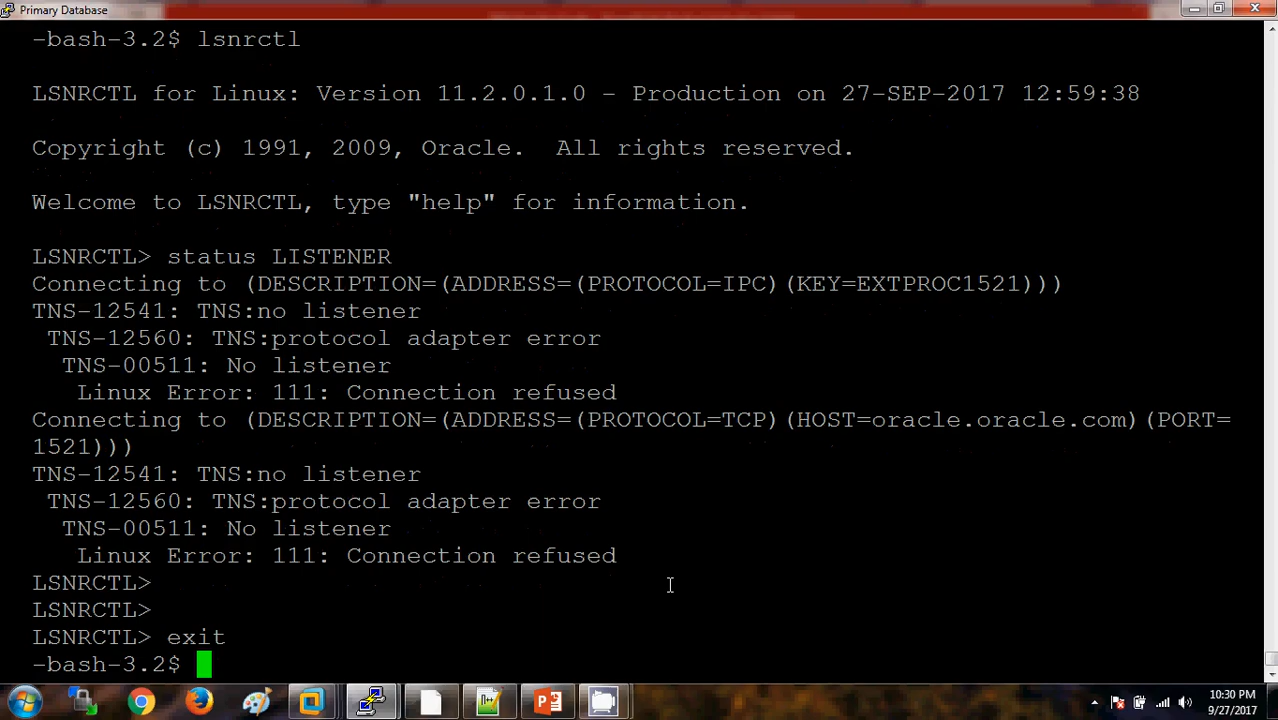 Primary Database
-bash-3.2$ lsnrctl
LSNRCTL for Linux: Version 11.2.0.1.0 - Production on 27-SEP-2017 12:59:38
Copyright (c) 1991, 2009, Oracle.  All rights reserved.
Welcome to LSNRCTL, type "help" for information.
LSNRCTL> status LISTENER
Connecting to (DESCRIPTION=(ADDRESS=(PROTOCOL=IPC)(KEY=EXTPROC1521)))
TNS-12541: TNS:no listener
 TNS-12560: TNS:protocol adapter error
  TNS-00511: No listener
   Linux Error: 111: Connection refused
Connecting to (DESCRIPTION=(ADDRESS=(PROTOCOL=TCP)(HOST=oracle.oracle.com)(PORT=
1521)))
TNS-12541: TNS:no listener
 TNS-12560: TNS:protocol adapter error
  TNS-00511: No listener
   Linux Error: 111: Connection refused
LSNRCTL>
LSNRCTL>
LSNRCTL> exit
-bash-3.2$
10:30 PM
9/27/2017